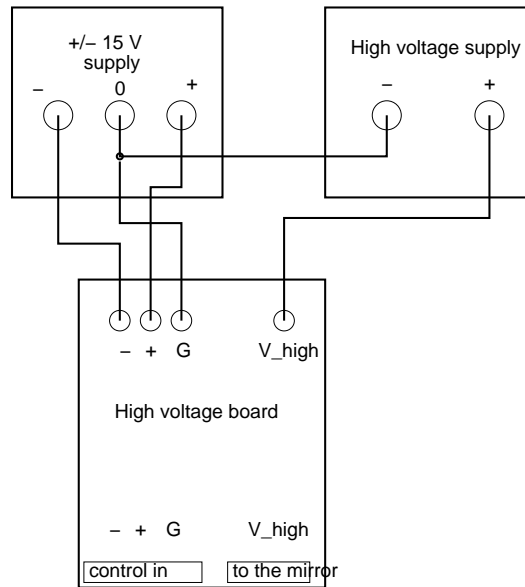 +/− 15 V
supply
− 0 +
High voltage supply
− +
− + G V_high
High voltage board
− + G V_high
control in to the mirror